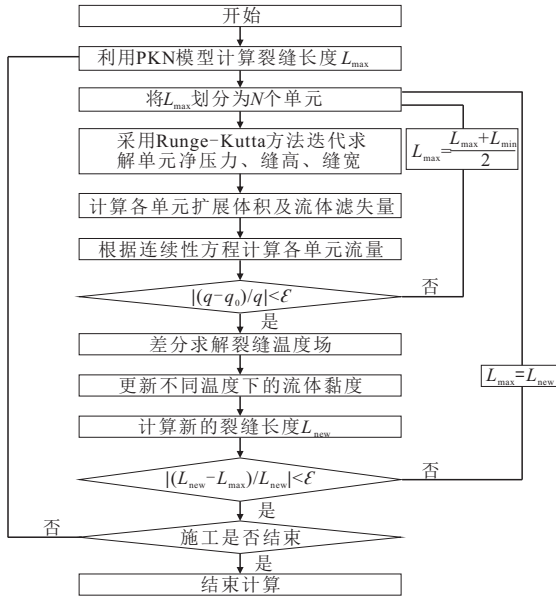 开始
利用PKN模型计算裂缝长度Lmax
将Lmax划分为N个单元
采用Runge-Kutta方法迭代求
解单元净压力、缝高、缝宽
Lmax=(Lmax+Lmin)/2
计算各单元扩展体积及流体滤失量
根据连续性方程计算各单元流量
|(q-q0)/q|<ε
否
是
差分求解裂缝温度场
更新不同温度下的流体黏度
Lmax=Lnew
计算新的裂缝长度Lnew
|(Lnew-Lmax)/Lnew|<ε
否
是
否
施工是否结束
是
结束计算